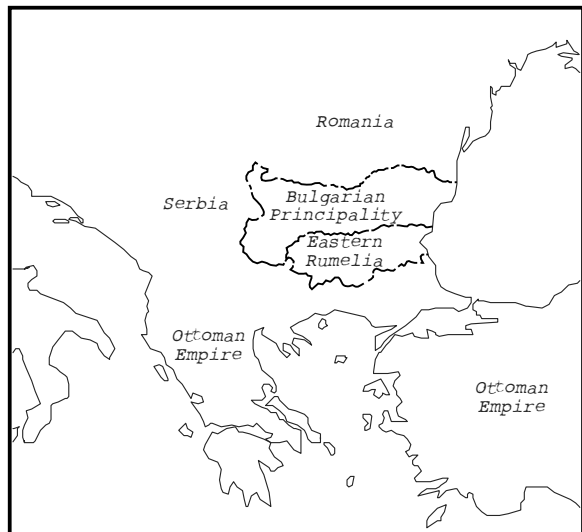 Romania
Serbia
Bulgarian
Principality
Eastern
Rumelia
Ottoman
Empire
Ottoman
Empire